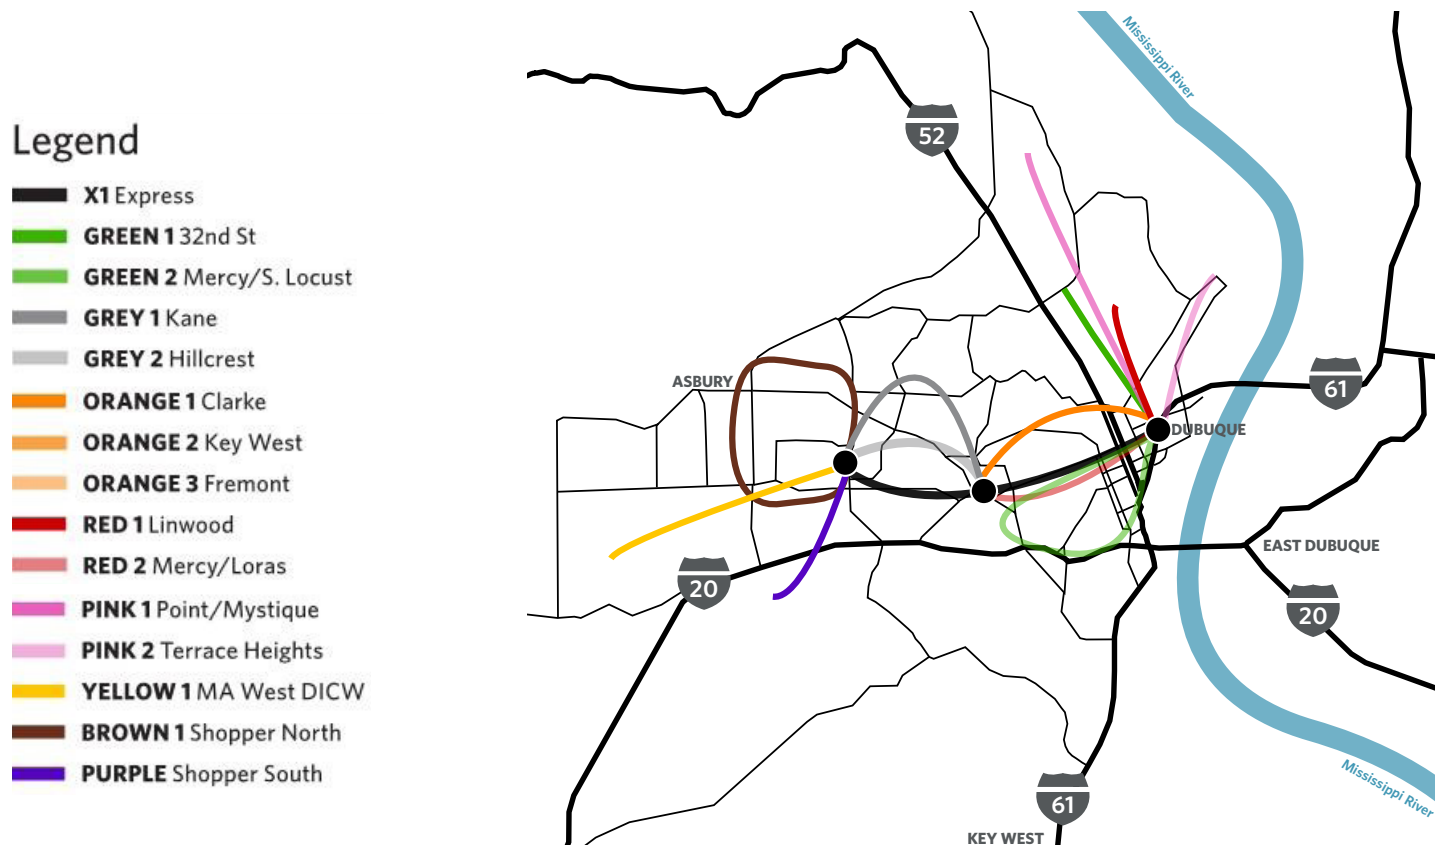 Legend
X1 Express
GREEN 1 32nd St
GREEN 2 Mercy/S. Locust
GREY 1 Kane
GREY 2 Hillcrest
ORANGE 1 Clarke
ORANGE 2 Key West
ORANGE 3 Fremont
RED 1 Linwood
RED 2 Mercy/Loras
PINK 1 Point/Mystique
PINK 2 Terrace Heights
YELLOW 1 MA West DICW
BROWN 1 Shopper North
PURPLE Shopper South
Mississippi River
52
ASBURY
61
DUBUQUE
EAST DUBUQUE
20
20
Mississippi River
61
KEY WEST